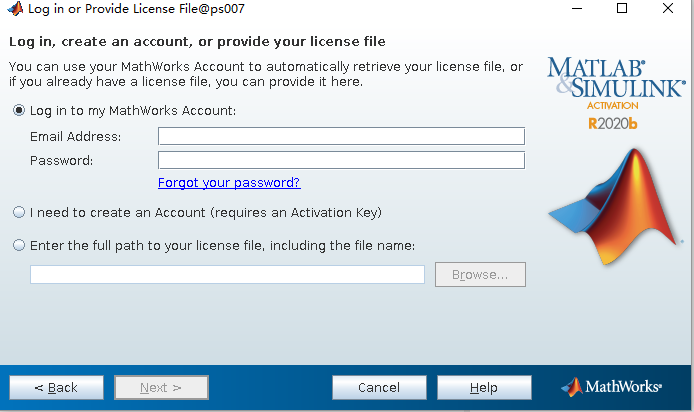 Log in or Provide License File@ps007
Log in, create an account, or provide your license file
You can use your MathWorks Account to automatically retrieve your license file, or
if you already have a license file, you can provide it here.
MATLAB®
&SIMULINK®
ACTIVATION
R2020b
Log in to my MathWorks Account:
Email Address:
Password:
Forgot your password?
I need to create an Account (requires an Activation Key)
Enter the full path to your license file, including the file name:
Browse...
< Back
Next >
Cancel
Help
MathWorks®